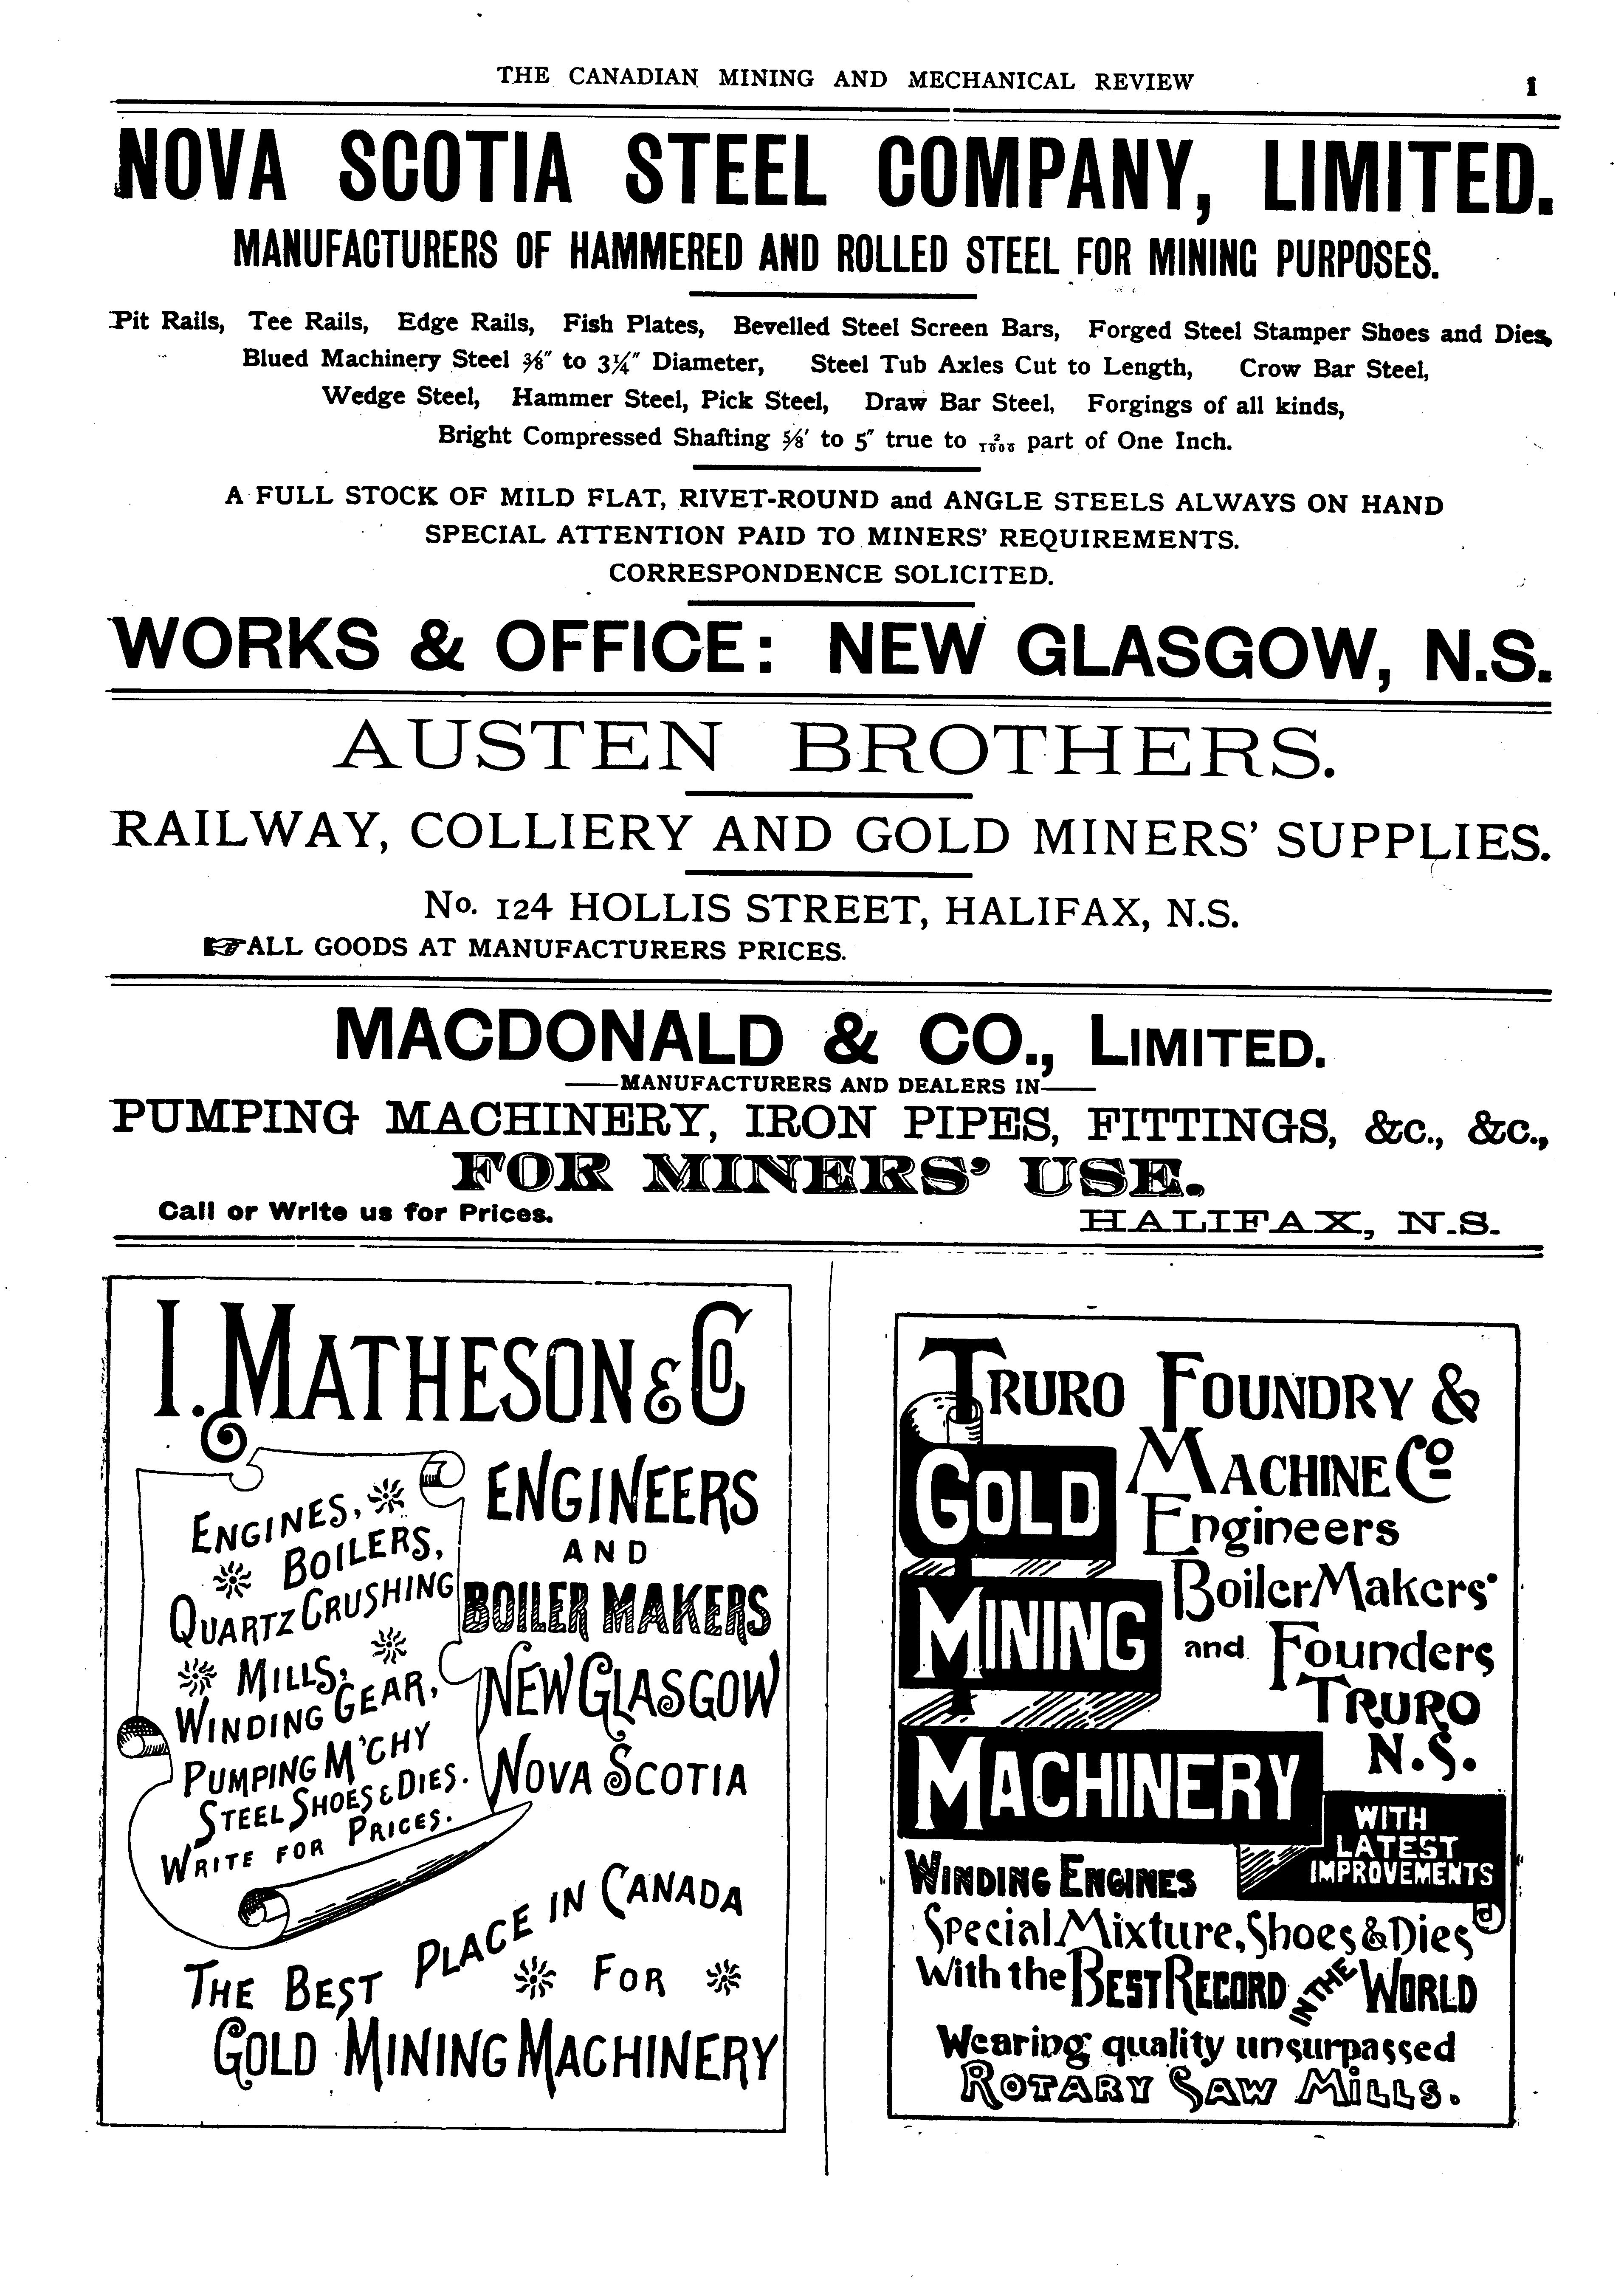 THE CANADIAN MINING AND MECHANICAL REVIEW
1
NOVA SCOTIA STEEL COMPANY, LIMITED.
MANUFACTURERS OF HAMMERED AND ROLLED STEEL FOR MINING PURPOSES.
Pit Rails, Tee Rails, Edge Rails, Fish Plates, Bevelled Steel Screen Bars, Forged Steel Stamper Shoes and Dies,
Blued Machinery Steel ⅜″ to 3¼″ Diameter, Steel Tub Axles Cut to Length, Crow Bar Steel,
Wedge Steel, Hammer Steel, Pick Steel, Draw Bar Steel, Forgings of all kinds,
Bright Compressed Shafting ⅝′ to 5″ true to 2/1000 part of One Inch.
A FULL STOCK OF MILD FLAT, RIVET-ROUND and ANGLE STEELS ALWAYS ON HAND
SPECIAL ATTENTION PAID TO MINERS' REQUIREMENTS.
CORRESPONDENCE SOLICITED.
WORKS & OFFICE: NEW GLASGOW, N.S.
AUSTEN BROTHERS.
RAILWAY, COLLIERY AND GOLD MINERS' SUPPLIES.
No. 124 HOLLIS STREET, HALIFAX, N.S.
☞ALL GOODS AT MANUFACTURERS PRICES.
MACDONALD & CO., LIMITED.
—MANUFACTURERS AND DEALERS IN—
PUMPING MACHINERY, IRON PIPES, FITTINGS, &c., &c.,
FOR MINERS' USE.
Call or Write us for Prices.
HALIFAX, N.S.
I. MATHESON & CO
ENGINES,
BOILERS,
QUARTZ CRUSHING
MILLS,
WINDING GEAR,
PUMPING M'CHY
STEEL SHOES & DIES.
WRITE FOR PRICES.
ENGINEERS
AND
BOILER MAKERS
NEW GLASGOW
NOVA SCOTIA
THE BEST PLACE IN CANADA
FOR
GOLD MINING MACHINERY
TRURO FOUNDRY &
MACHINE CO
Engineers
Boiler Makers'
and Founders
TRURO
N.S.
GOLD
MINING
MACHINERY
WITH
LATEST
IMPROVEMENTS
WINDING ENGINES
Special Mixture, Shoes & Dies
With the BEST RECORD IN THE WORLD
Wearing quality unsurpassed
ROTARY SAW MILLS.